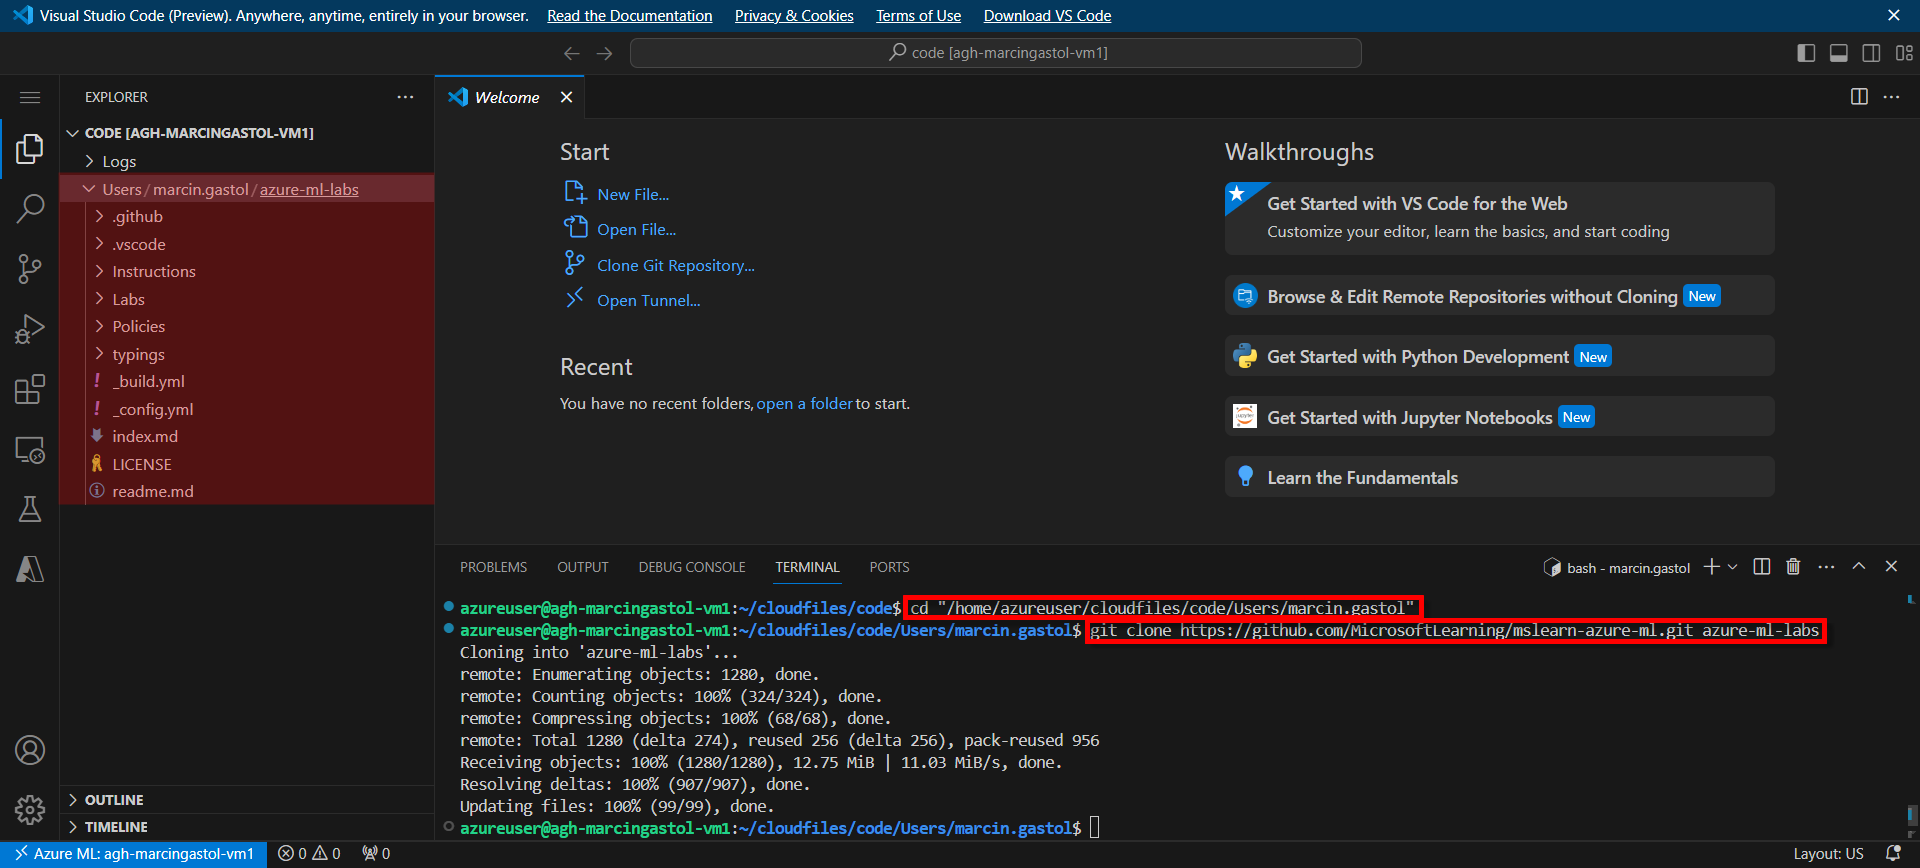 Visual Studio Code (Preview). Anywhere, anytime, entirely in your browser. Read the Documentation Privacy & Cookies Terms of Use Download VS Code
code [agh-marcingastol-vm1]
EXPLORER
CODE [AGH-MARCINGASTOL-VM1]
Logs
Users / marcin.gastol / azure-ml-labs
.github
.vscode
Instructions
Labs
Policies
typings
_build.yml
_config.yml
index.md
LICENSE
readme.md
OUTLINE
TIMELINE
Welcome
Start
New File...
Open File...
Clone Git Repository...
Open Tunnel...
Recent
You have no recent folders, open a folder to start.
Walkthroughs
Get Started with VS Code for the Web
Customize your editor, learn the basics, and start coding
Browse & Edit Remote Repositories without Cloning New
Get Started with Python Development New
Get Started with Jupyter Notebooks New
Learn the Fundamentals
PROBLEMS OUTPUT DEBUG CONSOLE TERMINAL PORTS
bash - marcin.gastol
azureuser@agh-marcingastol-vm1:~/cloudfiles/code$ cd "/home/azureuser/cloudfiles/code/Users/marcin.gastol"
azureuser@agh-marcingastol-vm1:~/cloudfiles/code/Users/marcin.gastol$ git clone https://github.com/MicrosoftLearning/mslearn-azure-ml.git azure-ml-labs
Cloning into 'azure-ml-labs'...
remote: Enumerating objects: 1280, done.
remote: Counting objects: 100% (324/324), done.
remote: Compressing objects: 100% (68/68), done.
remote: Total 1280 (delta 274), reused 256 (delta 256), pack-reused 956
Receiving objects: 100% (1280/1280), 12.75 MiB | 11.03 MiB/s, done.
Resolving deltas: 100% (907/907), done.
Updating files: 100% (99/99), done.
azureuser@agh-marcingastol-vm1:~/cloudfiles/code/Users/marcin.gastol$
Azure ML: agh-marcingastol-vm1 0 0 0 Layout: US